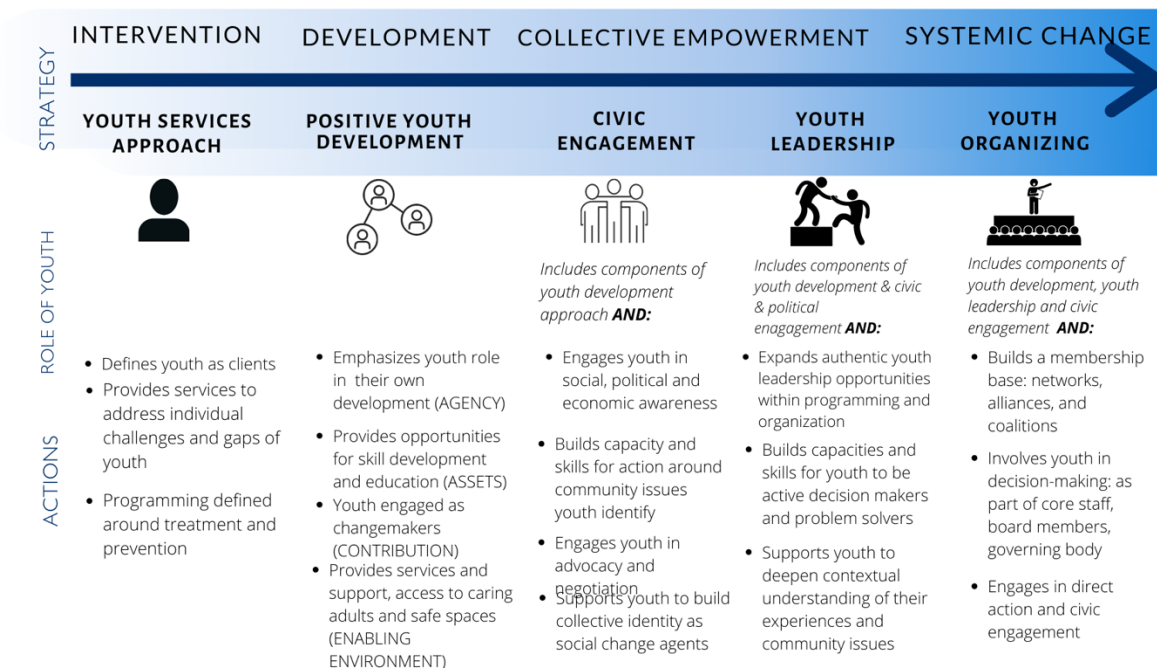 INTERVENTION
DEVELOPMENT
COLLECTIVE EMPOWERMENT
SYSTEMIC CHANGE
STRATEGY
YOUTH SERVICES
APPROACH
POSITIVE YOUTH
DEVELOPMENT
CIVIC
ENGAGEMENT
YOUTH
LEADERSHIP
YOUTH
ORGANIZING
ROLE OF YOUTH
ACTIONS
• Defines youth as clients
• Provides services to
address individual
challenges and gaps of
youth
• Programming defined
around treatment and
prevention
• Emphasizes youth role
in their own
development (AGENCY)
• Provides opportunities
for skill development
and education (ASSETS)
• Youth engaged as
changemakers
(CONTRIBUTION)
• Provides services and
support, access to caring
adults and safe spaces
(ENABLING
ENVIRONMENT)
Includes components of
youth development
approach AND:
• Engages youth in
social, political and
economic awareness
• Builds capacity and
skills for action around
community issues
youth identify
• Engages youth in
advocacy and
negotiation
• Supports youth to build
collective identity as
social change agents
Includes components of
youth development & civic
& political
enagagement AND:
• Expands authentic youth
leadership opportunities
within programming and
organization
• Builds capacities and
skills for youth to be
active decision makers
and problem solvers
• Supports youth to
deepen contextual
understanding of their
experiences and
community issues
Includes components of
youth development, youth
leadership and civic
engagement AND:
• Builds a membership
base: networks,
alliances, and
coalitions
• Involves youth in
decision-making: as
part of core staff,
board members,
governing body
• Engages in direct
action and civic
engagement